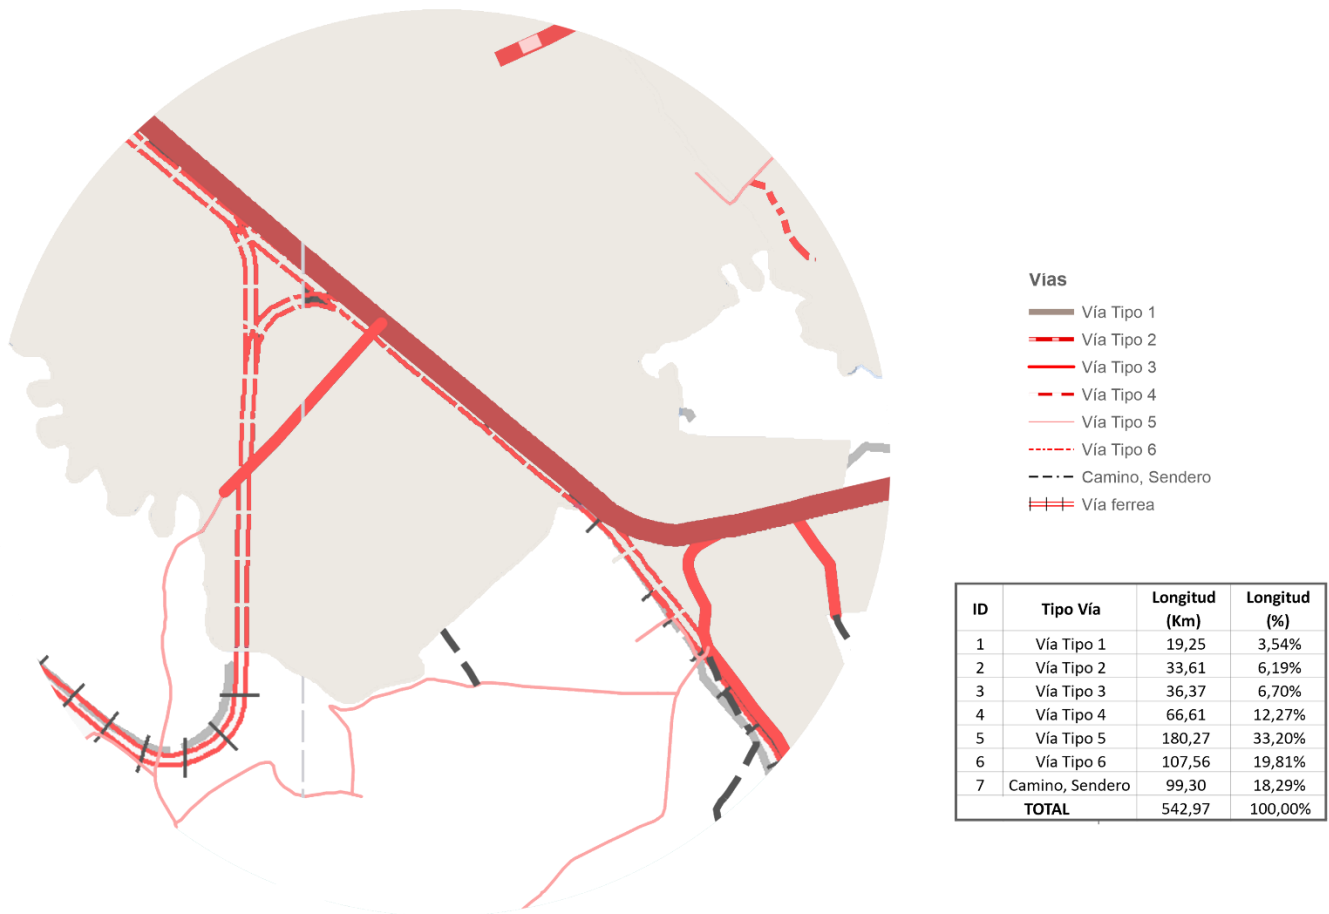 Vías
Vía Tipo 1
Vía Tipo 2
Vía Tipo 3
Vía Tipo 4
Vía Tipo 5
Vía Tipo 6
Camino, Sendero
Vía ferrea
ID Tipo Vía Longitud (Km) Longitud (%)
1 Vía Tipo 1 19,25 3,54%
2 Vía Tipo 2 33,61 6,19%
3 Vía Tipo 3 36,37 6,70%
4 Vía Tipo 4 66,61 12,27%
5 Vía Tipo 5 180,27 33,20%
6 Vía Tipo 6 107,56 19,81%
7 Camino, Sendero 99,30 18,29%
TOTAL 542,97 100,00%